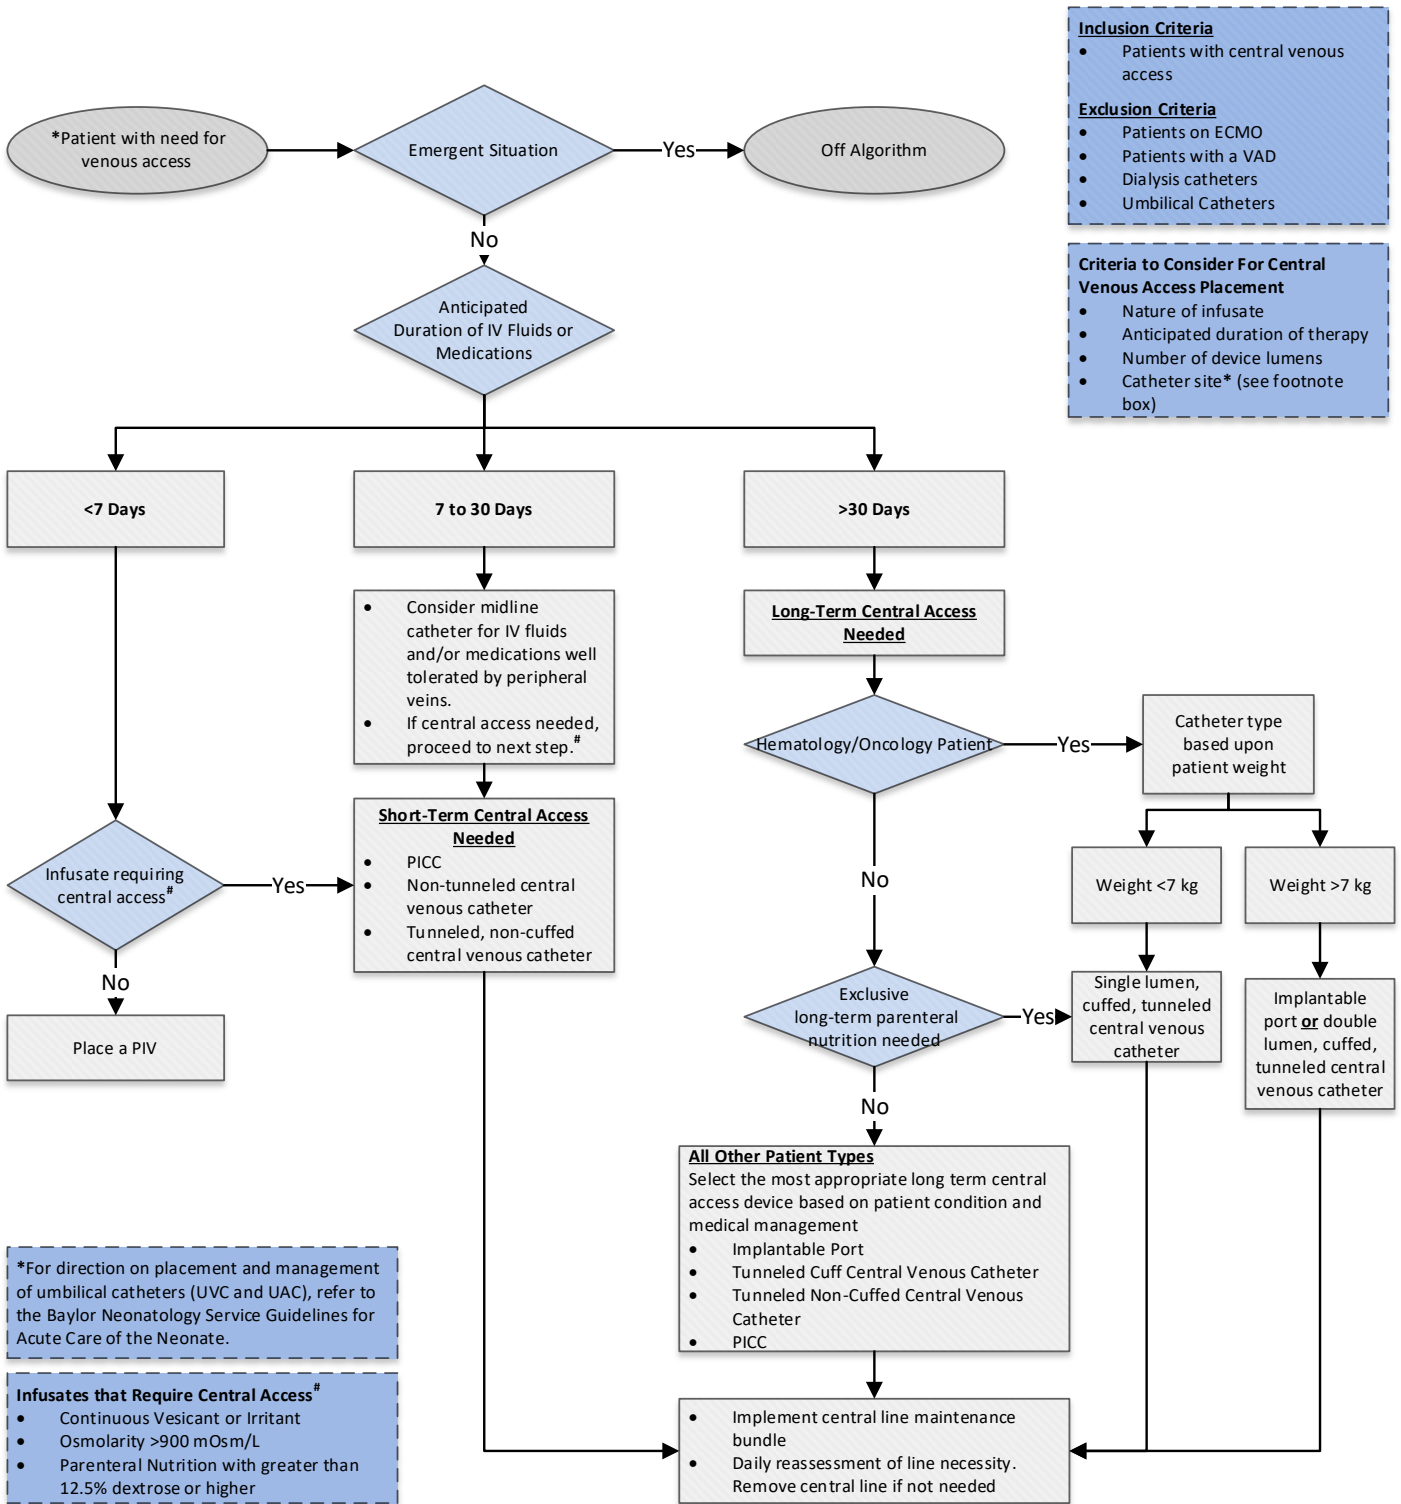 Inclusion Criteria
• Patients with central venous
access
Exclusion Criteria
• Patients on ECMO
• Patients with a VAD
• Dialysis catheters
• Umbilical Catheters
*Patient with need for
venous access
Emergent Situation
Yes
Off Algorithm
No
Criteria to Consider For Central
Venous Access Placement
• Nature of infusate
• Anticipated duration of therapy
• Number of device lumens
• Catheter site* (see footnote
box)
Anticipated
Duration of IV Fluids or
Medications
<7 Days
7 to 30 Days
>30 Days
• Consider midline
catheter for IV fluids
and/or medications well
tolerated by peripheral
veins.
• If central access needed,
proceed to next step.#
Long-Term Central Access
Needed
Hematology/Oncology Patient
Yes
Catheter type
based upon
patient weight
Short-Term Central Access
Needed
• PICC
• Non-tunneled central
venous catheter
• Tunneled, non-cuffed
central venous catheter
Infusate requiring
central access#
Yes
No
Place a PIV
No
Weight <7 kg
Weight >7 kg
Exclusive
long-term parenteral
nutrition needed
Yes
Single lumen,
cuffed, tunneled
central venous
catheter
Implantable
port or double
lumen, cuffed,
tunneled central
venous catheter
No
All Other Patient Types
Select the most appropriate long term central
access device based on patient condition and
medical management
• Implantable Port
• Tunneled Cuff Central Venous Catheter
• Tunneled Non-Cuffed Central Venous
Catheter
• PICC
*For direction on placement and management
of umbilical catheters (UVC and UAC), refer to
the Baylor Neonatology Service Guidelines for
Acute Care of the Neonate.
Infusates that Require Central Access#
• Continuous Vesicant or Irritant
• Osmolarity >900 mOsm/L
• Parenteral Nutrition with greater than
12.5% dextrose or higher
• Implement central line maintenance
bundle
• Daily reassessment of line necessity.
Remove central line if not needed